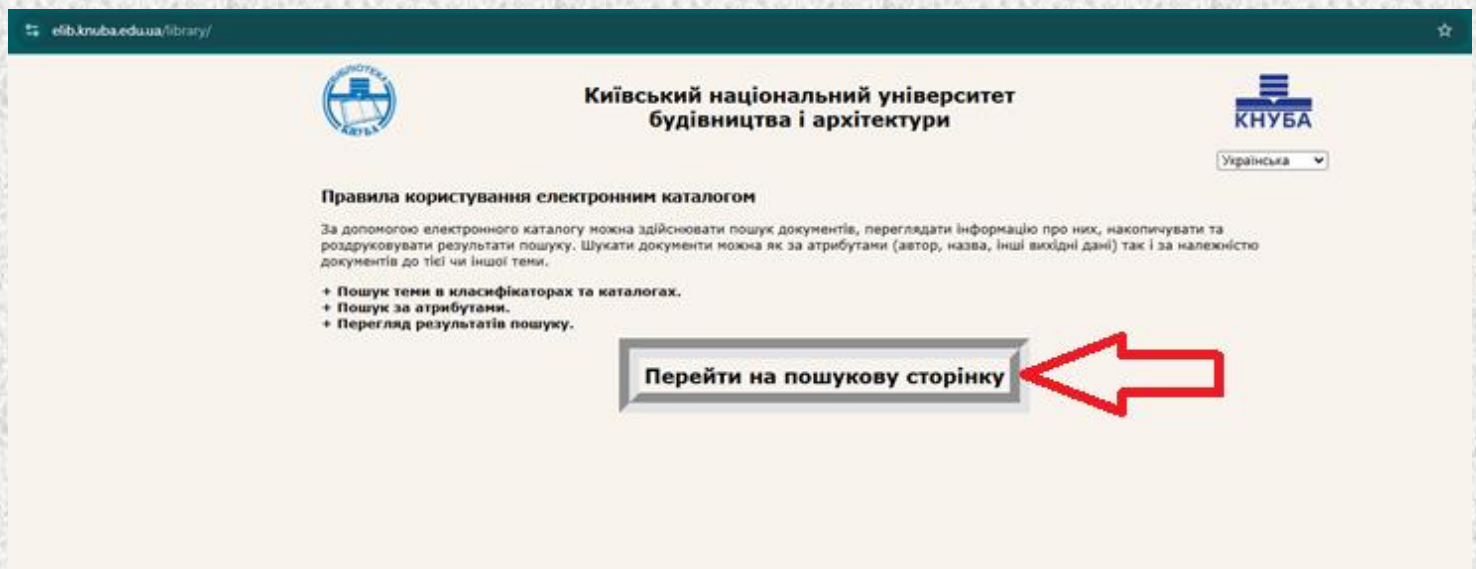 elib.knuba.edu.ua/library/
БІБЛІОТЕКА
КНУБА
Київський національний університет
будівництва і архітектури
КНУБА
Українська
Правила користування електронним каталогом
За допомогою електронного каталогу можна здійснювати пошук документів, переглядати інформацію про них, накопичувати та
роздруковувати результати пошуку. Шукати документи можна як за атрибутами (автор, назва, інші вихідні дані) так і за належністю
документів до тієї чи іншої теми.
+ Пошук теми в класифікаторах та каталогах.
+ Пошук за атрибутами.
+ Перегляд результатів пошуку.
Перейти на пошукову сторінку